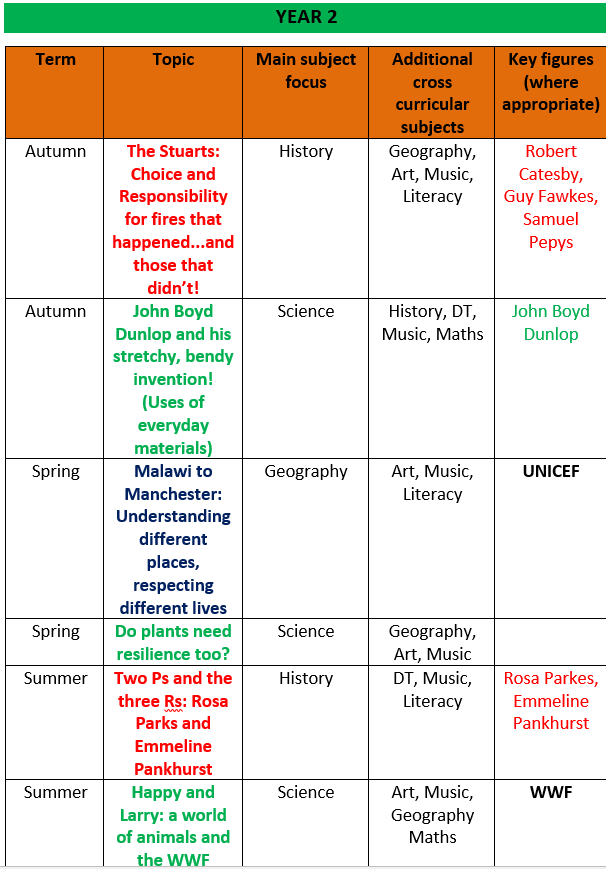 YEAR 2
Term
Topic
Main subject
focus
Additional
cross
curricular
subjects
Key figures
(where
appropriate)
Autumn
The Stuarts:
Choice and
Responsibility
for fires that
happened...and
those that
didn't!
History
Geography,
Art, Music,
Literacy
Robert
Catesby,
Guy Fawkes,
Samuel
Pepys
Autumn
John Boyd
Dunlop and his
stretchy, bendy
invention!
(Uses of
everyday
materials)
Science
History, DT,
Music, Maths
John Boyd
Dunlop
Spring
Malawi to
Manchester:
Understanding
different
places,
respecting
different lives
Geography
Art, Music,
Literacy
UNICEF
Spring
Do plants need
resilience too?
Science
Geography,
Art, Music
Summer
Two Ps and the
three Rs: Rosa
Parks and
Emmeline
Pankhurst
History
DT, Music,
Literacy
Rosa Parkes,
Emmeline
Pankhurst
Summer
Happy and
Larry: a world
of animals and
the WWF
Science
Art, Music,
Geography
Maths
WWF